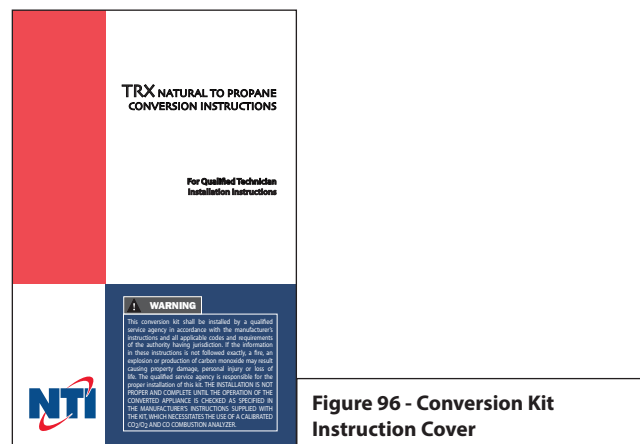 TRX NATURAL TO PROPANE
CONVERSION INSTRUCTIONS
For Qualified Technician
Installation Instructions
WARNING
This conversion kit shall be installed by a qualified
service agency in accordance with the manufacturer's
instructions and all applicable codes and requirements
of the authority having jurisdiction. If the information
in these instructions is not followed exactly, a fire, an
explosion or production of carbon monoxide may result
causing property damage, personal injury or loss of
life. The qualified service agency is responsible for the
proper installation of this kit. THE INSTALLATION IS NOT
PROPER AND COMPLETE UNTIL THE OPERATION OF THE
CONVERTED APPLIANCE IS CHECKED AS SPECIFIED IN
THE MANUFACTURER'S INSTRUCTIONS SUPPLIED WITH
THE KIT, WHICH NECESSITATES THE USE OF A CALIBRATED
CO2/O2 AND CO COMBUSTION ANALYZER.
NTI
Figure 96 - Conversion Kit
Instruction Cover